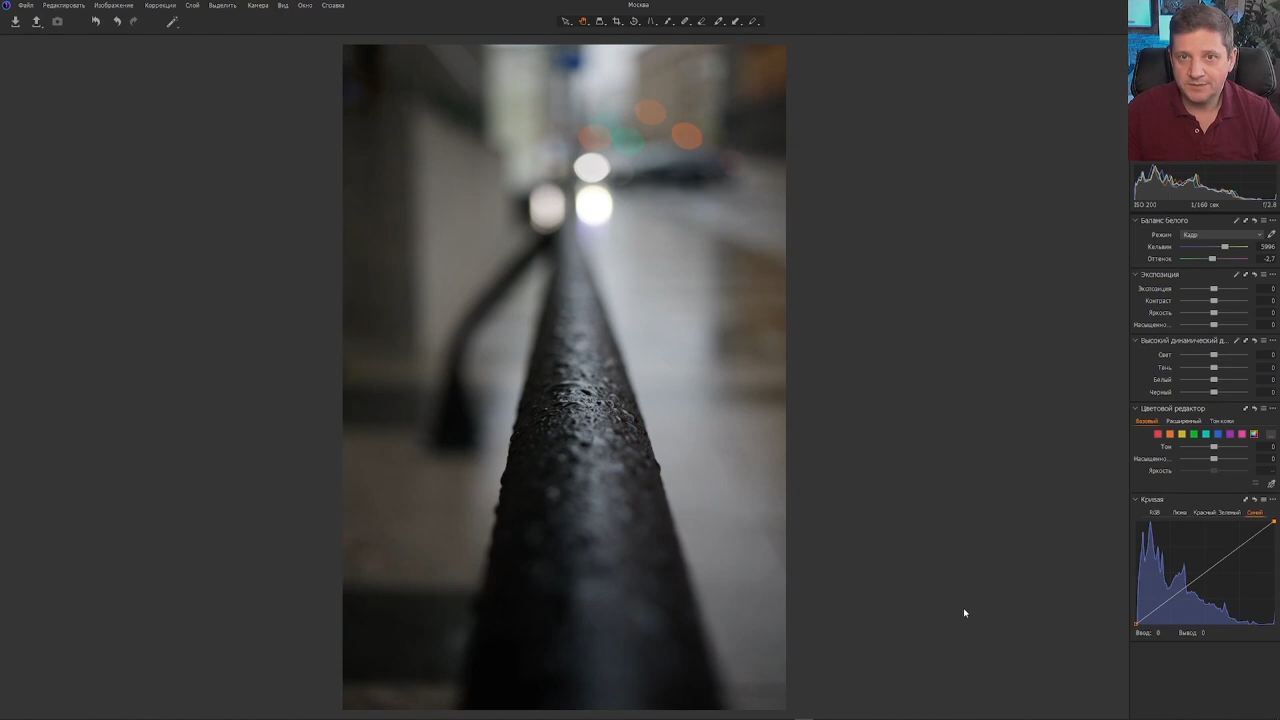 Файл Редактировать Изображение Коррекции Слой Выделить Камера Вид Окно Справка
Москва
ISO 200 1/160 сек f/2.8
Баланс белого
Режим Кадр
Кельвин 5996
Оттенок -2,7
Экспозиция
Экспозиция 0
Контраст 0
Яркость 0
Насыщенно... 0
Высокий динамический д...
Свет 0
Тень 0
Белый 0
Черный 0
Цветовой редактор
Базовый Расширенный Тон кожи
Тон 0
Насыщенно... 0
Яркость
Кривая
RGB Люма Красный Зеленый Синий
Ввод: 0 Вывод 0